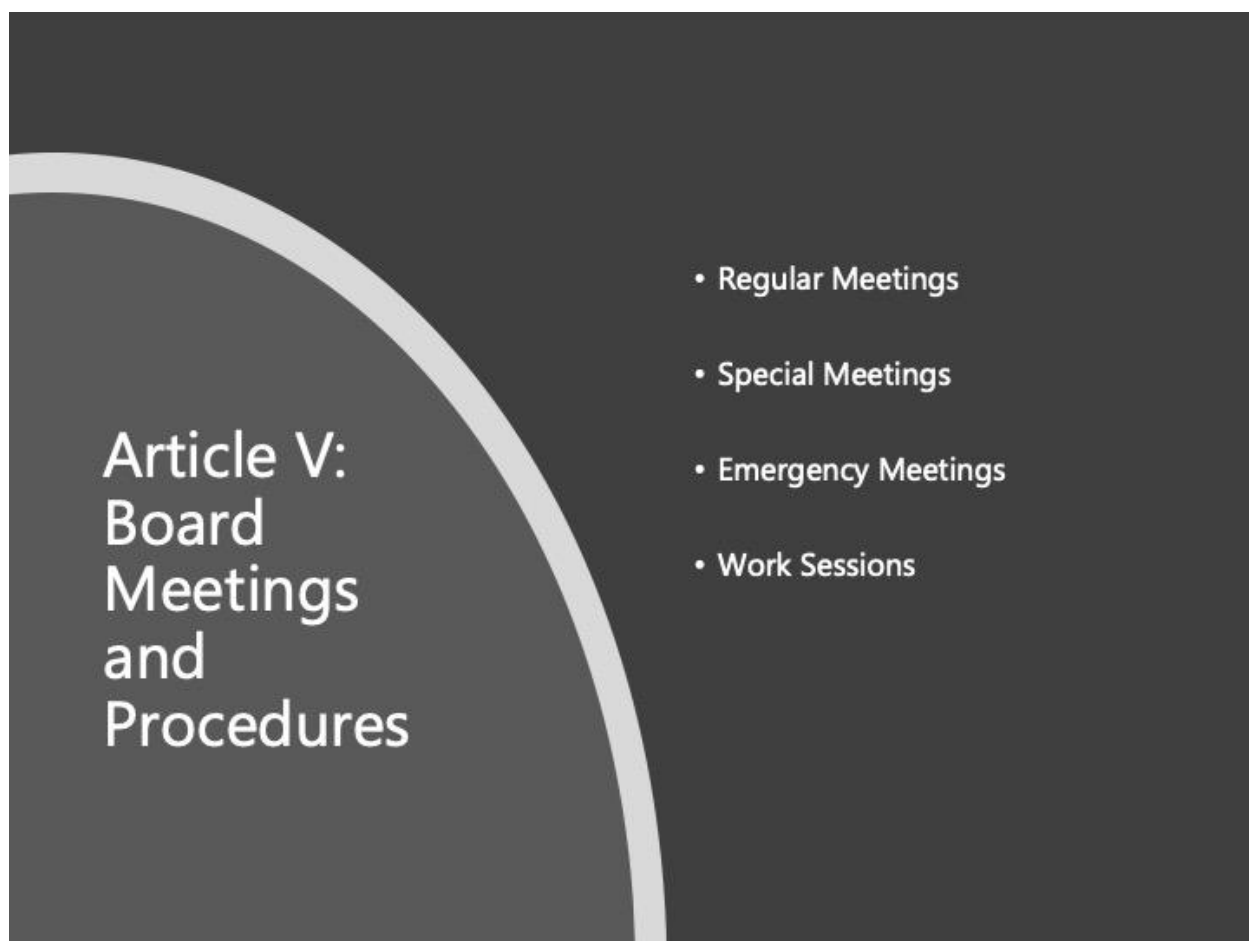 Article V:
Board
Meetings
and
Procedures
• Regular Meetings
• Special Meetings
• Emergency Meetings
• Work Sessions